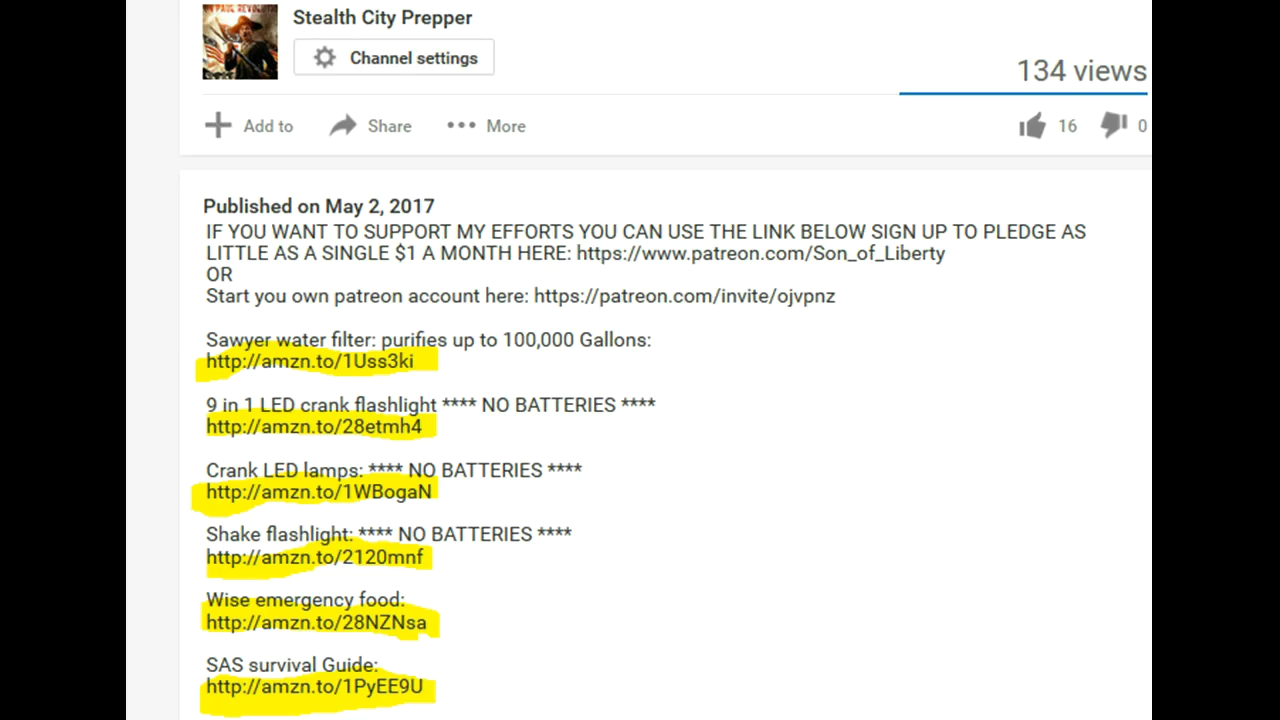 Stealth City Prepper
Channel settings
134 views
Add to Share More 16 0
Published on May 2, 2017
IF YOU WANT TO SUPPORT MY EFFORTS YOU CAN USE THE LINK BELOW SIGN UP TO PLEDGE AS
LITTLE AS A SINGLE $1 A MONTH HERE: https://www.patreon.com/Son_of_Liberty
OR
Start you own patreon account here: https://patreon.com/invite/ojvpnz
Sawyer water filter: purifies up to 100,000 Gallons:
http://amzn.to/1Uss3ki
9 in 1 LED crank flashlight **** NO BATTERIES ****
http://amzn.to/28etmh4
Crank LED lamps: **** NO BATTERIES ****
http://amzn.to/1WBogaN
Shake flashlight: **** NO BATTERIES ****
http://amzn.to/2120mnf
Wise emergency food:
http://amzn.to/28NZNsa
SAS survival Guide:
http://amzn.to/1PyEE9U